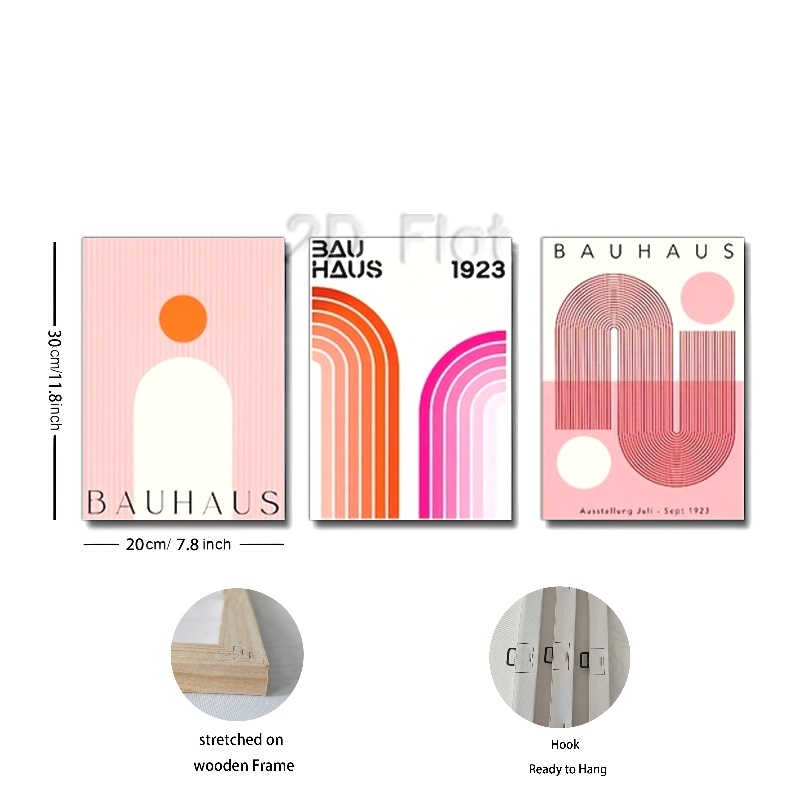 2D Flat
BAUHAUS
BAU
HAUS
1923
BAUHAUS
Ausstellung Juli - Sept 1923
30cm/11.8inch
20cm/ 7.8 inch
stretched on
wooden Frame
Hook
Ready to Hang